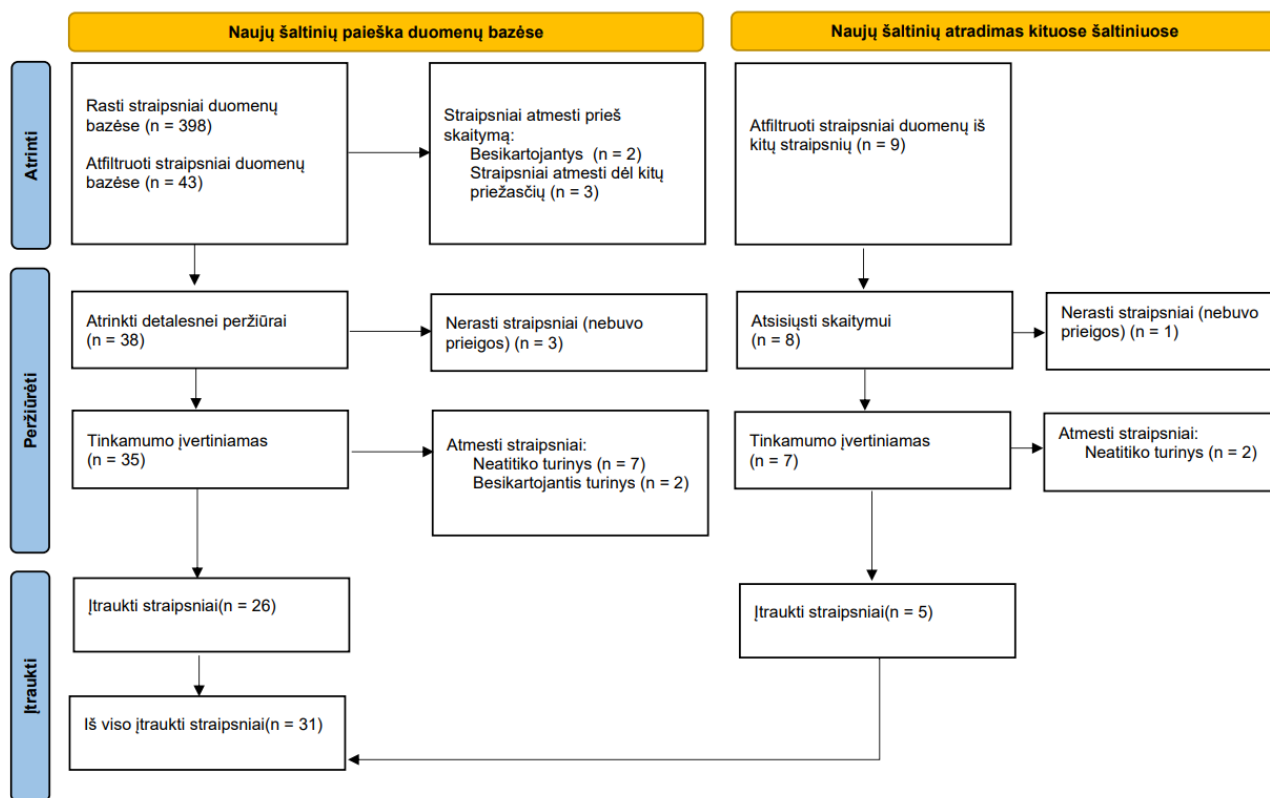 Naujų šaltinių paieška duomenų bazėse
Naujų šaltinių atradimas kituose šaltiniuose
Atrinti
Rasti straipsniai duomenų
bazėse (n = 398)
Atfiltruoti straipsniai duomenų
bazėse (n = 43)
Straipsniai atmesti prieš
skaitymą:
Besikartojantys (n = 2)
Straipsniai atmesti dėl kitų
priežasčių (n = 3)
Atfiltruoti straipsniai duomenų iš
kitų straipsnių (n = 9)
Peržiūrėti
Atrinkti detalesnei peržiūrai
(n = 38)
Nerasti straipsniai (nebuvo
prieigos) (n = 3)
Atsisiųsti skaitymui
(n = 8)
Nerasti straipsniai (nebuvo
prieigos) (n = 1)
Tinkamumo įvertiniamas
(n = 35)
Atmesti straipsniai:
Neatitiko turinys (n = 7)
Besikartojantis turinys (n = 2)
Tinkamumo įvertiniamas
(n = 7)
Atmesti straipsniai:
Neatitiko turinys (n = 2)
Įtraukti
Įtraukti straipsniai(n = 26)
Įtraukti straipsniai(n = 5)
Iš viso įtraukti straipsniai(n = 31)